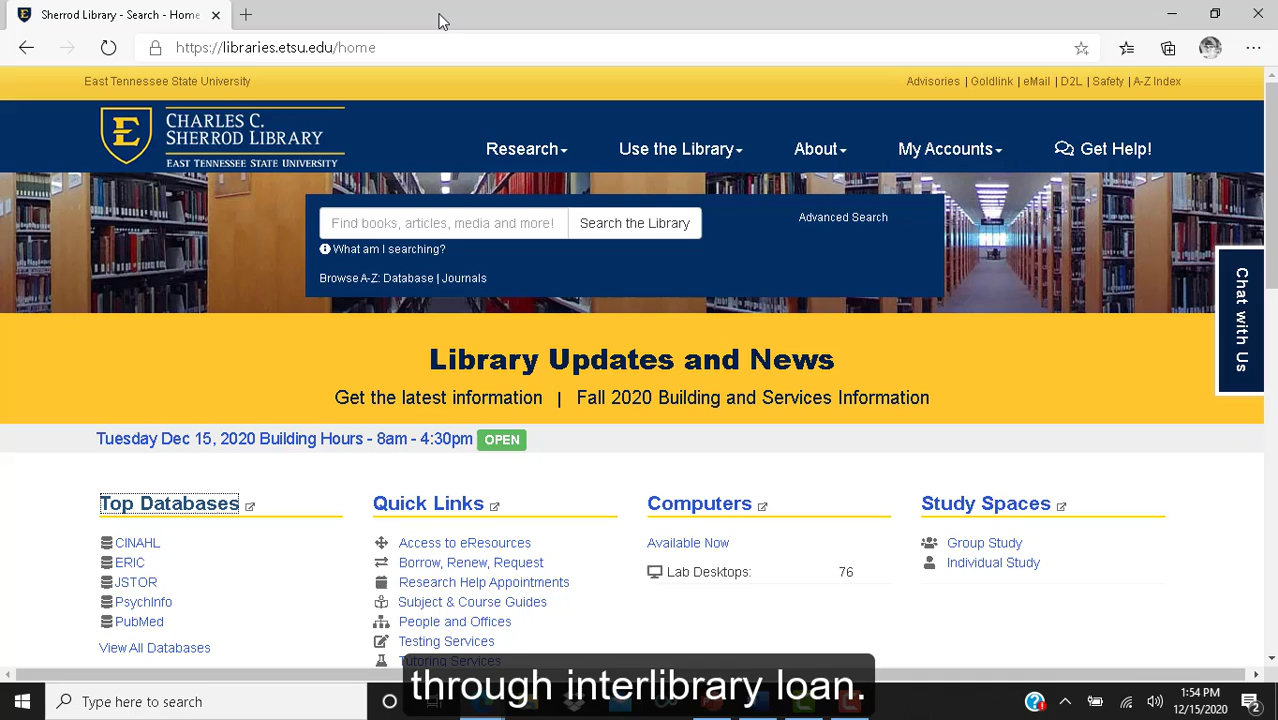 Sherrod Library - Search - Home
https://libraries.etsu.edu/home
East Tennessee State University
Advisories | Goldlink | eMail | D2L | Safety | A-Z Index
CHARLES C.
SHERROD LIBRARY
EAST TENNESSEE STATE UNIVERSITY
Research
Use the Library
About
My Accounts
Get Help!
Find books, articles, media and more!
Search the Library
Advanced Search
What am I searching?
Browse A-Z: Database | Journals
Chat with Us
Library Updates and News
Get the latest information | Fall 2020 Building and Services Information
Tuesday Dec 15, 2020 Building Hours - 8am - 4:30pm OPEN
Top Databases
CINAHL
ERIC
JSTOR
PsychInfo
PubMed
View All Databases
Quick Links
Access to eResources
Borrow, Renew, Request
Research Help Appointments
Subject & Course Guides
People and Offices
Testing Services
Tutoring Services
Computers
Available Now
Lab Desktops: 76
Study Spaces
Group Study
Individual Study
through interlibrary loan.
Type here to search
1:54 PM
12/15/2020
2